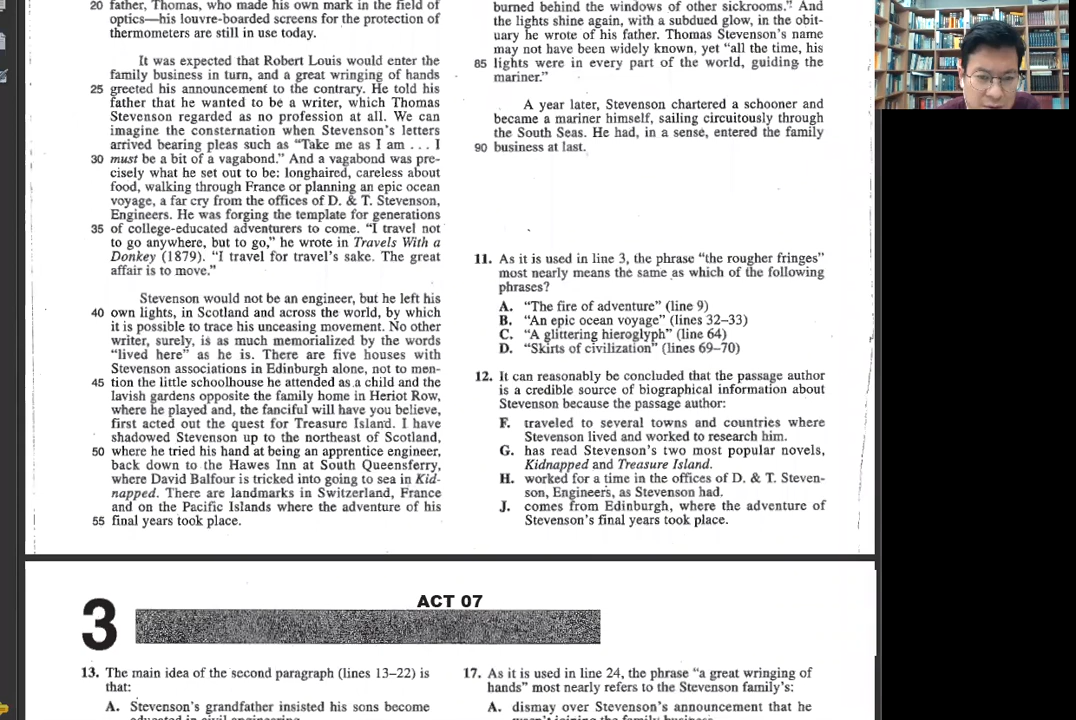 20 father, Thomas, who made his own mark in the field of
optics—his louvre-boarded screens for the protection of
thermometers are still in use today.
It was expected that Robert Louis would enter the
family business in turn, and a great wringing of hands
25 greeted his announcement to the contrary. He told his
father that he wanted to be a writer, which Thomas
Stevenson regarded as no profession at all. We can
imagine the consternation when Stevenson's letters
arrived bearing pleas such as "Take me as I am . . . I
30 must be a bit of a vagabond." And a vagabond was pre-
cisely what he set out to be: longhaired, careless about
food, walking through France or planning an epic ocean
voyage, a far cry from the offices of D. & T. Stevenson,
Engineers. He was forging the template for generations
35 of college-educated adventurers to come. "I travel not
to go anywhere, but to go," he wrote in Travels With a
Donkey (1879). "I travel for travel's sake. The great
affair is to move."
Stevenson would not be an engineer, but he left his
40 own lights, in Scotland and across the world, by which
it is possible to trace his unceasing movement. No other
writer, surely, is as much memorialized by the words
"lived here" as he is. There are five houses with
Stevenson associations in Edinburgh alone, not to men-
45 tion the little schoolhouse he attended as a child and the
lavish gardens opposite the family home in Heriot Row,
where he played and, the fanciful will have you believe,
first acted out the quest for Treasure Island. I have
shadowed Stevenson up to the northeast of Scotland,
50 where he tried his hand at being an apprentice engineer,
back down to the Hawes Inn at South Queensferry,
where David Balfour is tricked into going to sea in Kid-
napped. There are landmarks in Switzerland, France
and on the Pacific Islands where the adventure of his
55 final years took place.
burned behind the windows of other sickrooms." And
the lights shine again, with a subdued glow, in the obit-
uary he wrote of his father. Thomas Stevenson's name
may not have been widely known, yet "all the time, his
85 lights were in every part of the world, guiding the
mariner."
A year later, Stevenson chartered a schooner and
became a mariner himself, sailing circuitously through
the South Seas. He had, in a sense, entered the family
90 business at last.
11. As it is used in line 3, the phrase "the rougher fringes"
most nearly means the same as which of the following
phrases?
A. "The fire of adventure" (line 9)
B. "An epic ocean voyage" (lines 32–33)
C. "A glittering hieroglyph" (line 64)
D. "Skirts of civilization" (lines 69–70)
12. It can reasonably be concluded that the passage author
is a credible source of biographical information about
Stevenson because the passage author:
F. traveled to several towns and countries where
Stevenson lived and worked to research him.
G. has read Stevenson's two most popular novels,
Kidnapped and Treasure Island.
H. worked for a time in the offices of D. & T. Steven-
son, Engineers, as Stevenson had.
J. comes from Edinburgh, where the adventure of
Stevenson's final years took place.
3
ACT 07
13. The main idea of the second paragraph (lines 13–22) is
that:
A. Stevenson's grandfather insisted his sons become
17. As it is used in line 24, the phrase "a great wringing of
hands" most nearly refers to the Stevenson family's:
A. dismay over Stevenson's announcement that he